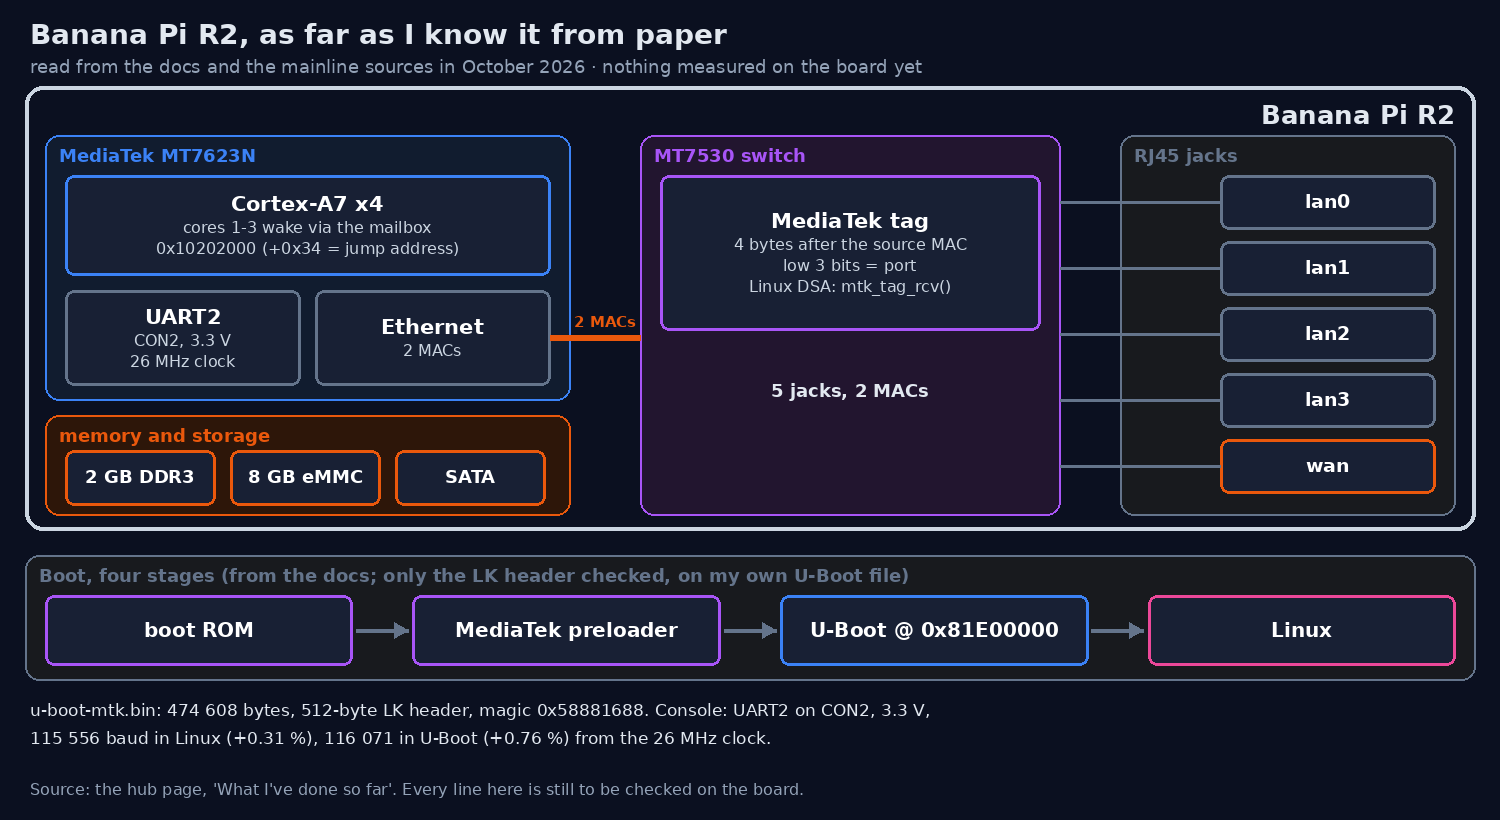 Banana Pi R2, as far as I know it from paper
read from the docs and the mainline sources in October 2026 · nothing measured on the board yet
Banana Pi R2
MediaTek MT7623N
Cortex-A7 x4
cores 1-3 wake via the mailbox
0x10202000 (+0x34 = jump address)
UART2
CON2, 3.3 V
26 MHz clock
Ethernet
2 MACs
2 MACs
memory and storage
2 GB DDR3
8 GB eMMC
SATA
MT7530 switch
MediaTek tag
4 bytes after the source MAC
low 3 bits = port
Linux DSA: mtk_tag_rcv()
5 jacks, 2 MACs
RJ45 jacks
lan0
lan1
lan2
lan3
wan
Boot, four stages (from the docs; only the LK header checked, on my own U-Boot file)
boot ROM
MediaTek preloader
U-Boot @ 0x81E00000
Linux
u-boot-mtk.bin: 474 608 bytes, 512-byte LK header, magic 0x58881688. Console: UART2 on CON2, 3.3 V,
115 556 baud in Linux (+0.31 %), 116 071 in U-Boot (+0.76 %) from the 26 MHz clock.
Source: the hub page, 'What I've done so far'. Every line here is still to be checked on the board.